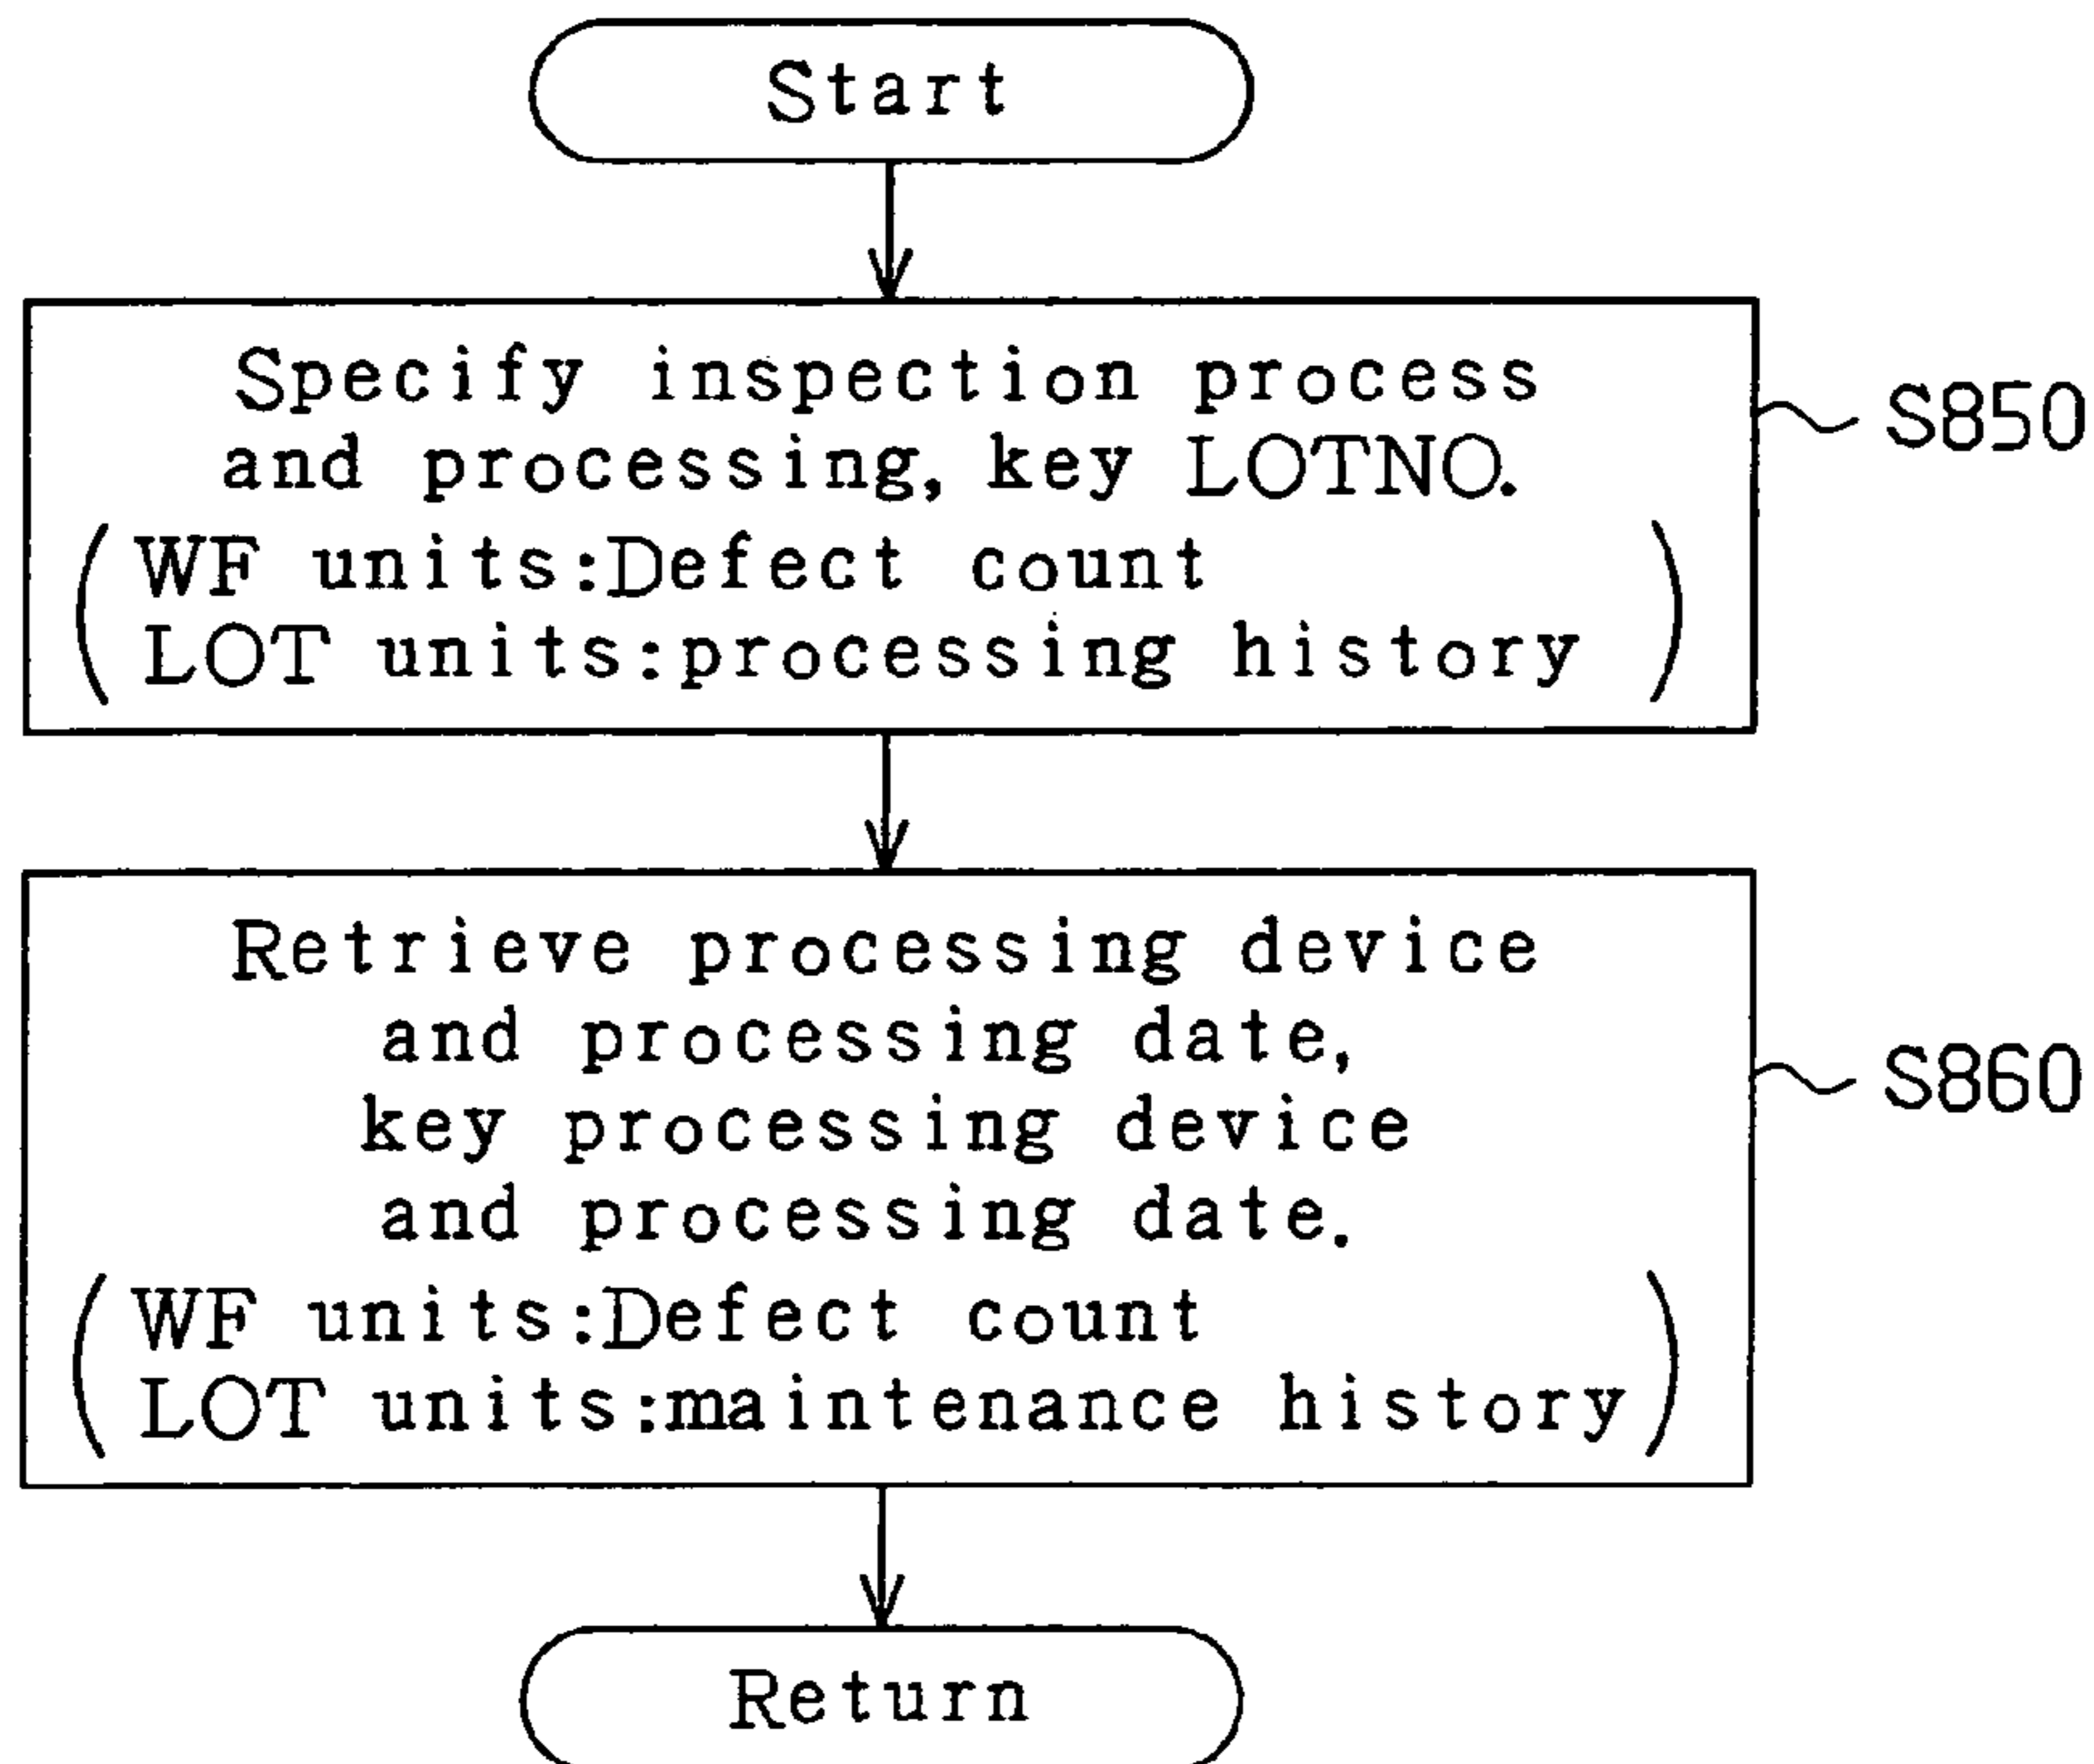 Start
Specify inspection process
and processing, key LOTNO.
WF units:Defect count
LOT units:processing history
S850
Retrieve processing device
and processing date,
key processing device
and processing date.
WF units:Defect count
LOT units:maintenance history
S860
Return